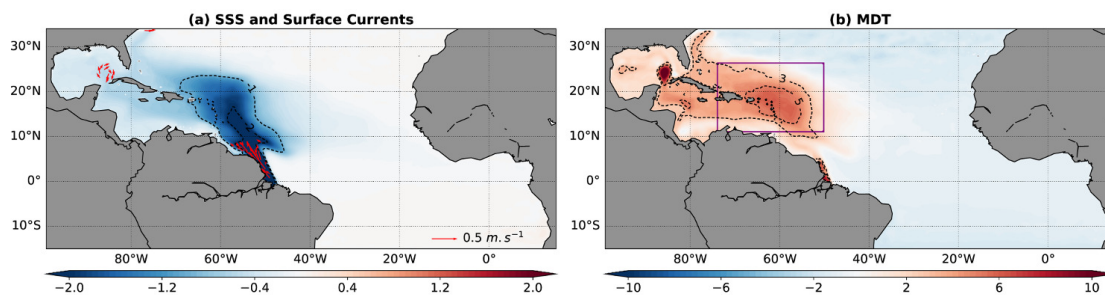 (a) SSS and Surface Currents
(b) MDT
30°N
20°N
10°N
0°
10°S
80°W 60°W 40°W 20°W 0°
0.5 m.s⁻¹
−2.0 −1.2 −0.4 0.4 1.2 2.0
30°N
20°N
10°N
0°
10°S
3
80°W 60°W 40°W 20°W 0°
−10 −6 −2 2 6 10